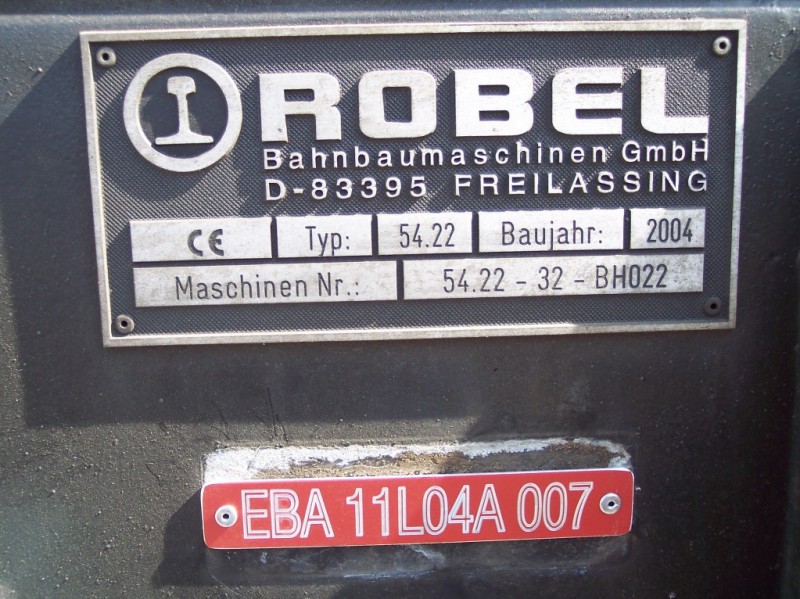 ROBEL
Bahnbaumaschinen GmbH
D-83395 FREILASSING
CE Typ: 54.22 Baujahr: 2004
Maschinen Nr.: 54.22 - 32 - BH022
EBA 11L04A 007